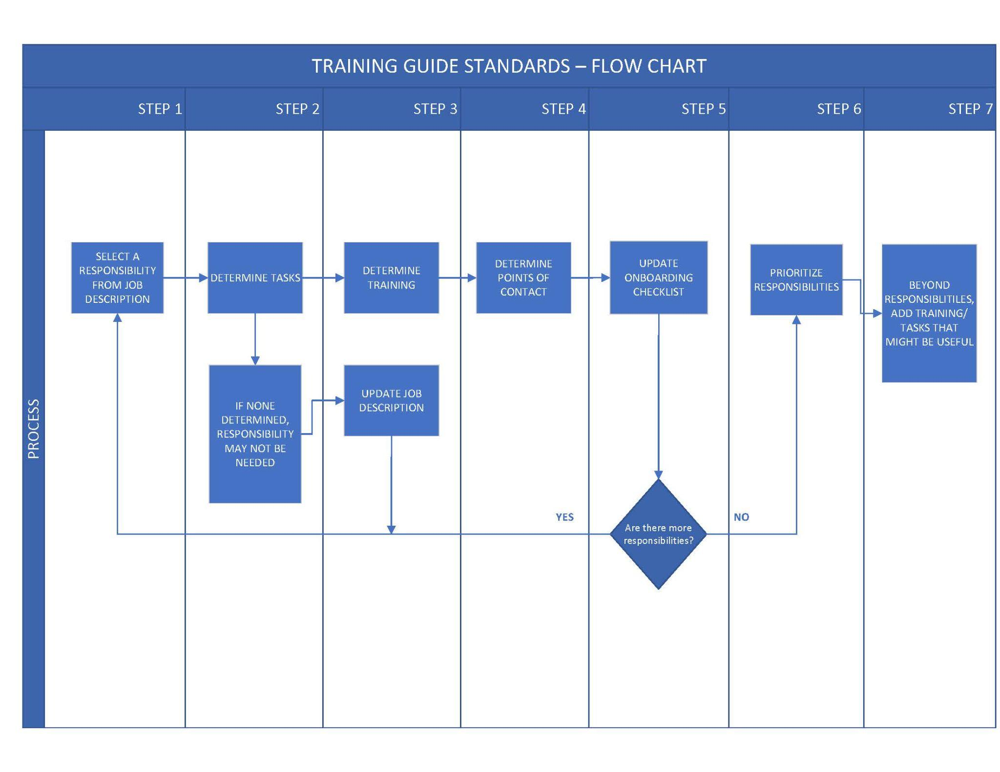 TRAINING GUIDE STANDARDS – FLOW CHART
STEP 1
STEP 2
STEP 3
STEP 4
STEP 5
STEP 6
STEP 7
PROCESS
SELECT A
RESPONSIBILITY
FROM JOB
DESCRIPTION
DETERMINE TASKS
DETERMINE
TRAINING
DETERMINE
POINTS OF
CONTACT
UPDATE
ONBOARDING
CHECKLIST
PRIORITIZE
RESPONSIBILITIES
BEYOND
RESPONSIBLITILES,
ADD TRAINING/
TASKS THAT
MIGHT BE USEFUL
IF NONE
DETERMINED,
RESPONSIBILITY
MAY NOT BE
NEEDED
UPDATE JOB
DESCRIPTION
YES
Are there more
responsibilities?
NO